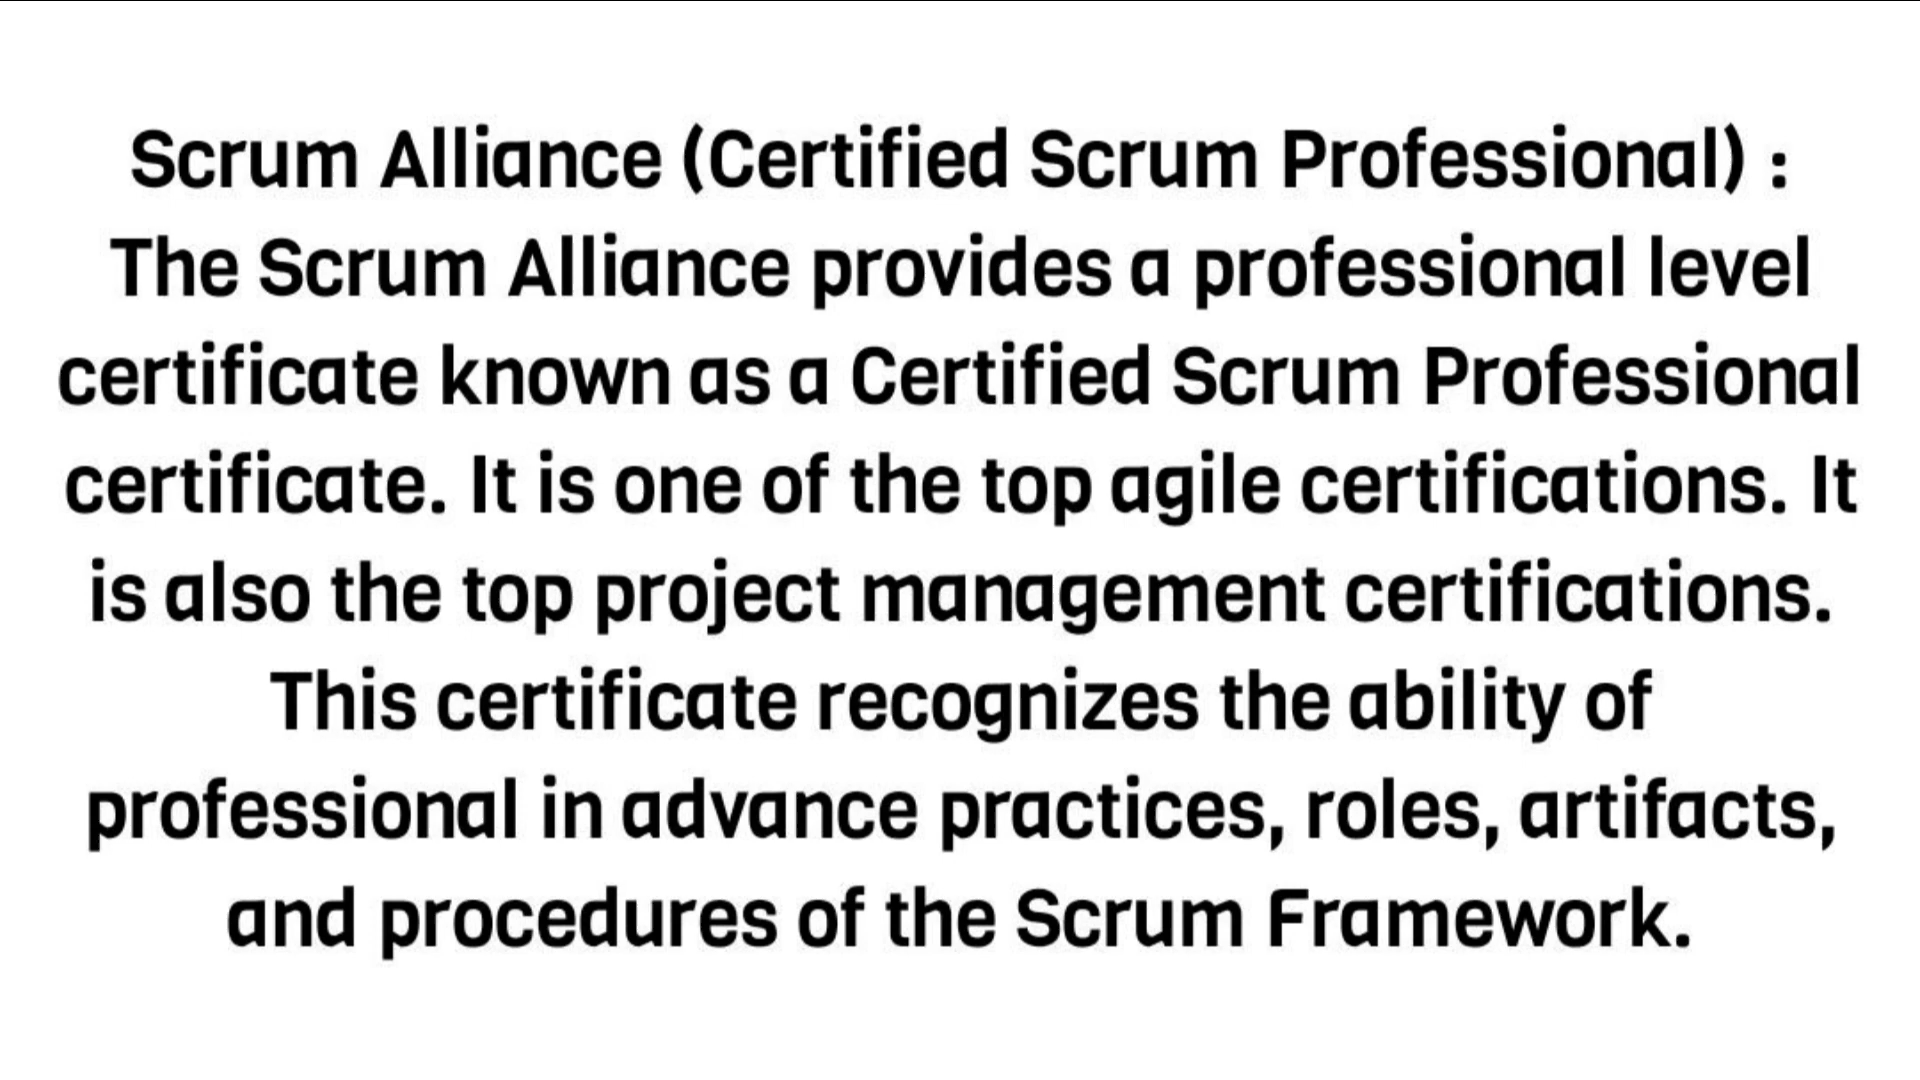 Scrum Alliance (Certified Scrum Professional) :
The Scrum Alliance provides a professional level
certificate known as a Certified Scrum Professional
certificate. It is one of the top agile certifications. It
is also the top project management certifications.
This certificate recognizes the ability of
professional in advance practices, roles, artifacts,
and procedures of the Scrum Framework.